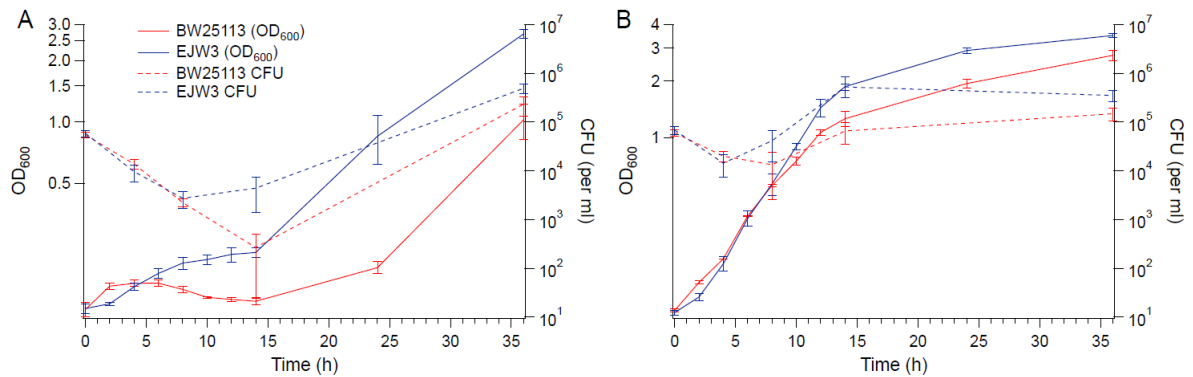 A
3.0
2.5
2.0
1.5
1.0
0.5
OD600
BW25113 (OD600)
EJW3 (OD600)
BW25113 CFU
EJW3 CFU
10^7
10^6
10^5
10^4
10^3
10^2
10^1
CFU (per ml)
0 5 10 15 20 25 30 35
Time (h)
B
4
3
2
1
OD600
10^7
10^6
10^5
10^4
10^3
10^2
10^1
CFU (per ml)
0 5 10 15 20 25 30 35
Time (h)